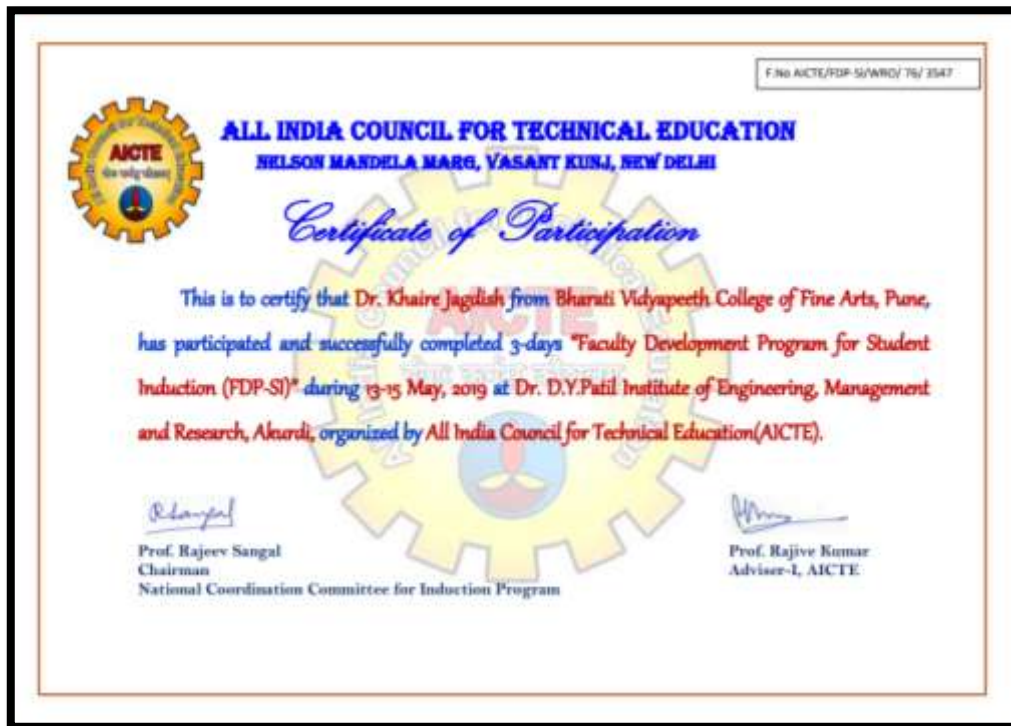 F.No AICTE/FDP-SI/WRO/ 76/ 3547
ALL INDIA COUNCIL FOR TECHNICAL EDUCATION
NELSON MANDELA MARG, VASANT KUNJ, NEW DELHI
AICTE
Certificate of Participation
This is to certify that Dr. Khaire Jagdish from Bharati Vidyapeeth College of Fine Arts, Pune,
has participated and successfully completed 3-days "Faculty Development Program for Student
Induction (FDP-SI)" during 13-15 May, 2019 at Dr. D.Y.Patil Institute of Engineering, Management
and Research, Akurdi, organized by All India Council for Technical Education(AICTE).
Prof. Rajeev Sangal
Chairman
National Coordination Committee for Induction Program
Prof. Rajive Kumar
Adviser-I, AICTE